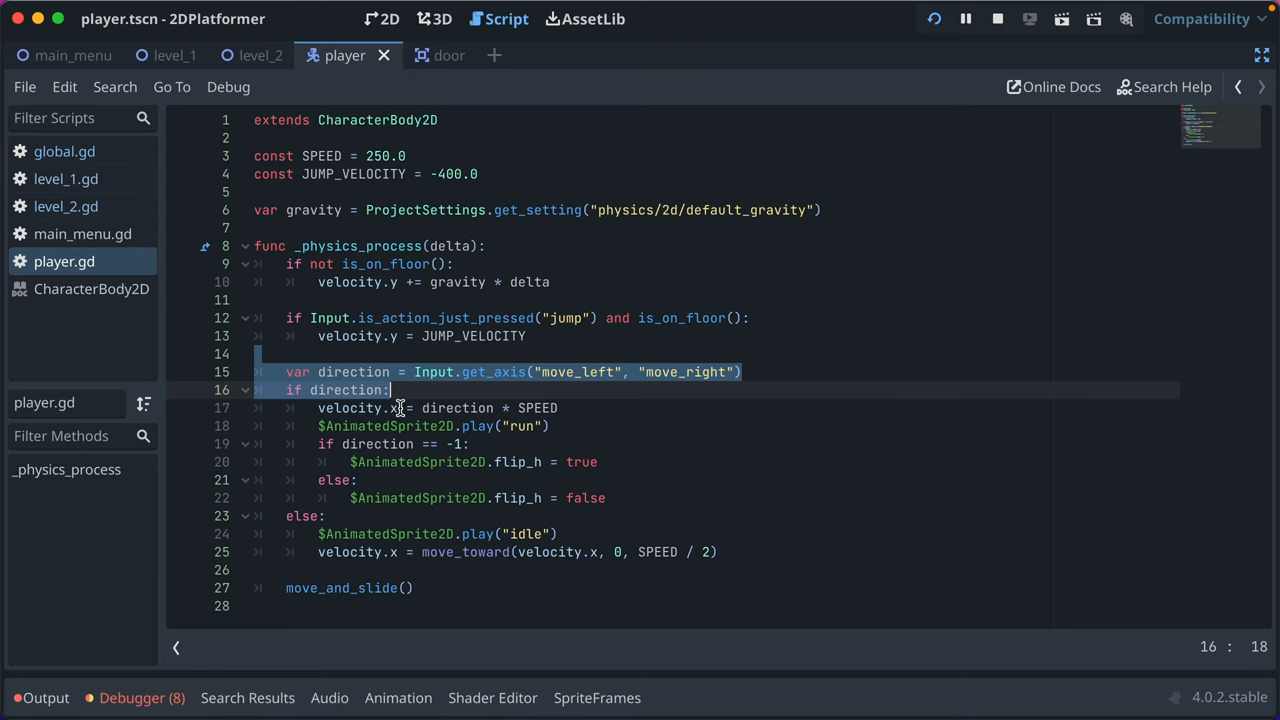 player.tscn - 2DPlatformer
2D
3D
Script
AssetLib
Compatibility
main_menu
level_1
level_2
player
door
File
Edit
Search
Go To
Debug
Online Docs
Search Help
Filter Scripts
global.gd
level_1.gd
level_2.gd
main_menu.gd
player.gd
CharacterBody2D
player.gd
Filter Methods
_physics_process
1 extends CharacterBody2D
2
3 const SPEED = 250.0
4 const JUMP_VELOCITY = -400.0
5
6 var gravity = ProjectSettings.get_setting("physics/2d/default_gravity")
7
8 func _physics_process(delta):
9 if not is_on_floor():
10 velocity.y += gravity * delta
11
12 if Input.is_action_just_pressed("jump") and is_on_floor():
13 velocity.y = JUMP_VELOCITY
14
15 var direction = Input.get_axis("move_left", "move_right")
16 if direction:
17 velocity.x = direction * SPEED
18 $AnimatedSprite2D.play("run")
19 if direction == -1:
20 $AnimatedSprite2D.flip_h = true
21 else:
22 $AnimatedSprite2D.flip_h = false
23 else:
24 $AnimatedSprite2D.play("idle")
25 velocity.x = move_toward(velocity.x, 0, SPEED / 2)
26
27 move_and_slide()
28
16 : 18
Output
Debugger (8)
Search Results
Audio
Animation
Shader Editor
SpriteFrames
4.0.2.stable